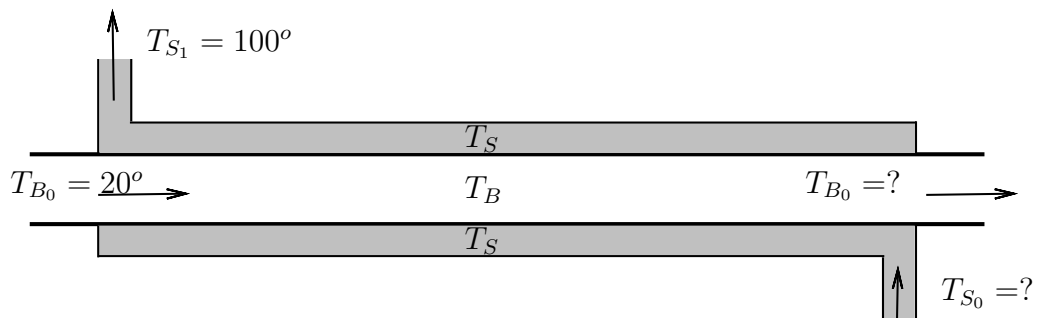 T_{S_1} = 100^o
T_S
T_{B_0} = 20^o
T_B
T_{B_0} =?
T_S
T_{S_0} =?